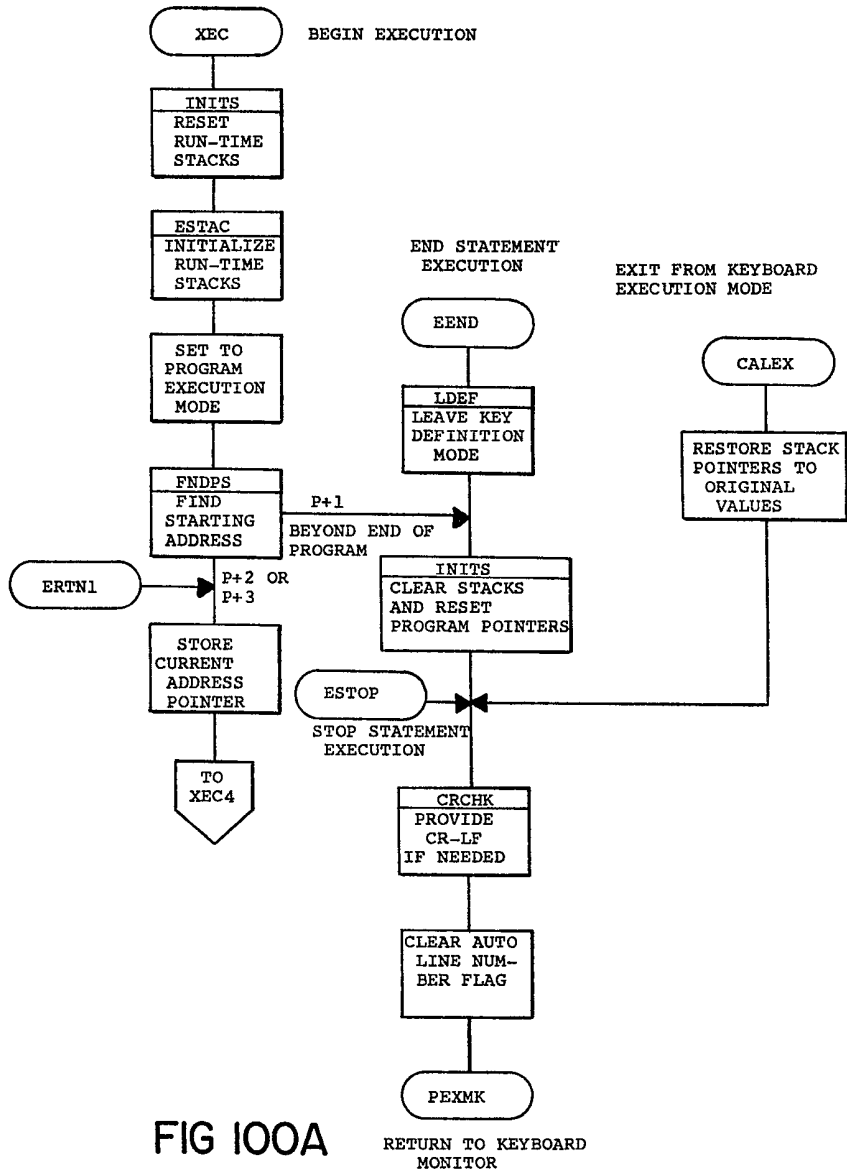 XEC
BEGIN EXECUTION
INITS
RESET
RUN-TIME
STACKS
ESTAC
INITIALIZE
RUN-TIME
STACKS
SET TO
PROGRAM
EXECUTION
MODE
FNDPS
FIND
STARTING
ADDRESS
P+1
BEYOND END OF
PROGRAM
ERTN1
P+2 OR
P+3
STORE
CURRENT
ADDRESS
POINTER
TO
XEC4
END STATEMENT
EXECUTION
EEND
LDEF
LEAVE KEY
DEFINITION
MODE
INITS
CLEAR STACKS
AND RESET
PROGRAM POINTERS
ESTOP
STOP STATEMENT
EXECUTION
CRCHK
PROVIDE
CR-LF
IF NEEDED
CLEAR AUTO
LINE NUM-
BER FLAG
PEXMK
RETURN TO KEYBOARD
MONITOR
EXIT FROM KEYBOARD
EXECUTION MODE
CALEX
RESTORE STACK
POINTERS TO
ORIGINAL
VALUES
FIG 100A